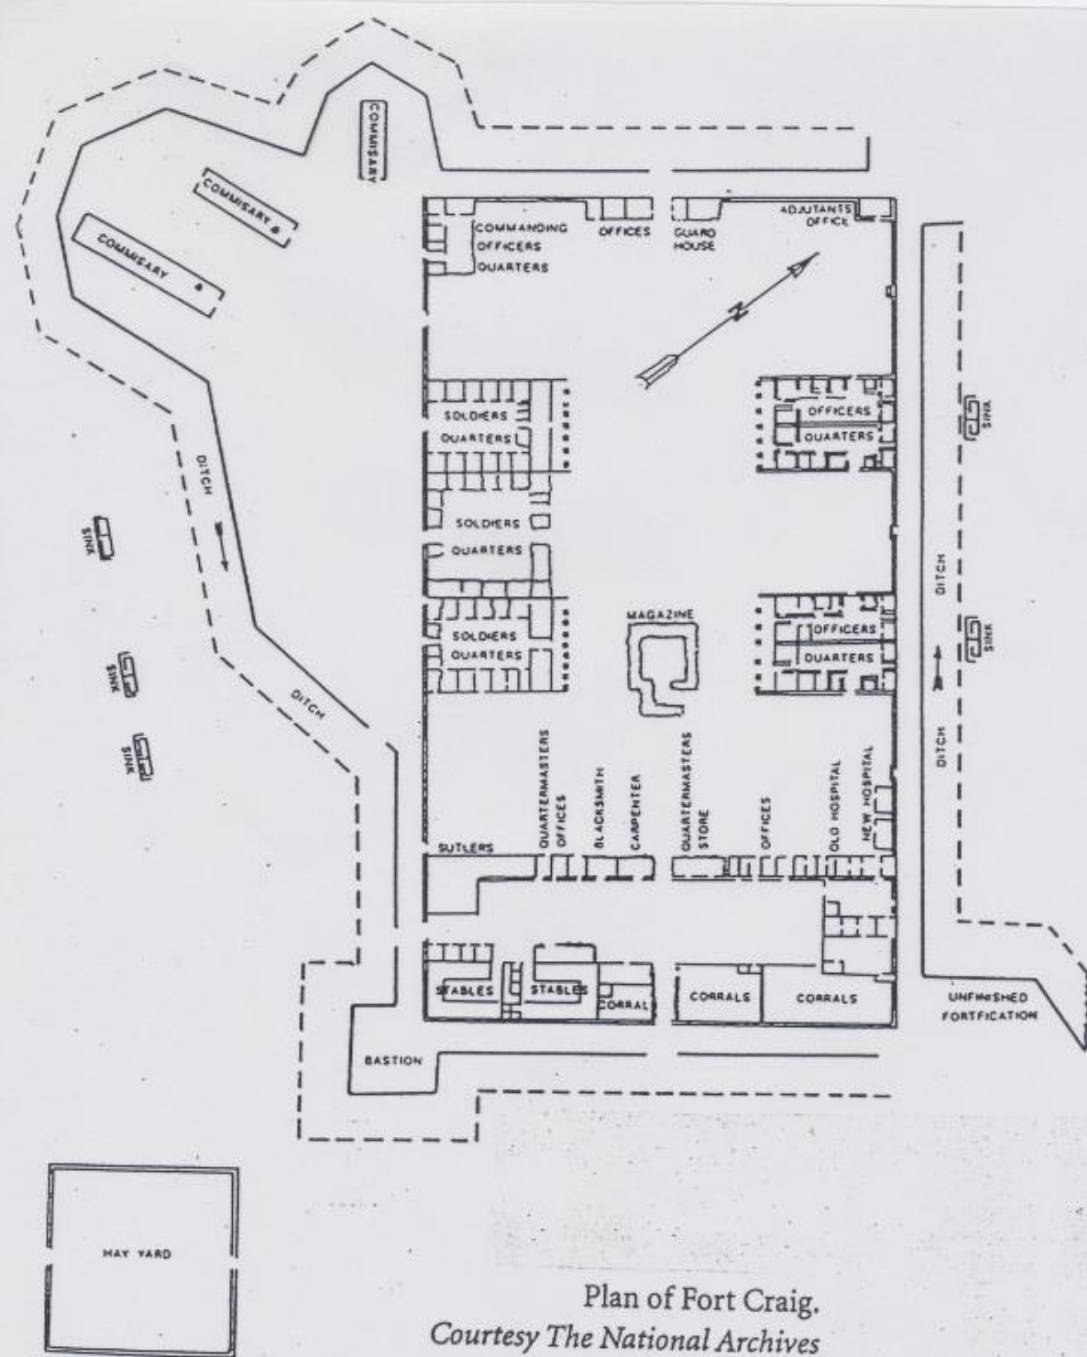 COMMISARY
COMMISARY
COMMISARY
COMMANDING
OFFICERS
QUARTERS
OFFICES
GUARD
HOUSE
ADJUTANTS
OFFICE
N
SOLDIERS
QUARTERS
OFFICERS
QUARTERS
SINK
DITCH
SINK
SOLDIERS
QUARTERS
DITCH
SOLDIERS
QUARTERS
MAGAZINE
OFFICERS
QUARTERS
SINK
SINK
DITCH
SINK
DITCH
QUARTERMASTERS
OFFICES
BLACKSMITH
CARPENTER
QUARTERMASTERS
STORE
OFFICES
OLD HOSPITAL
NEW HOSPITAL
SUTLERS
STABLES
STABLES
CORRAL
CORRALS
CORRALS
UNFINISHED
FORTFICATION
BASTION
HAY YARD
Plan of Fort Craig.
Courtesy The National Archives